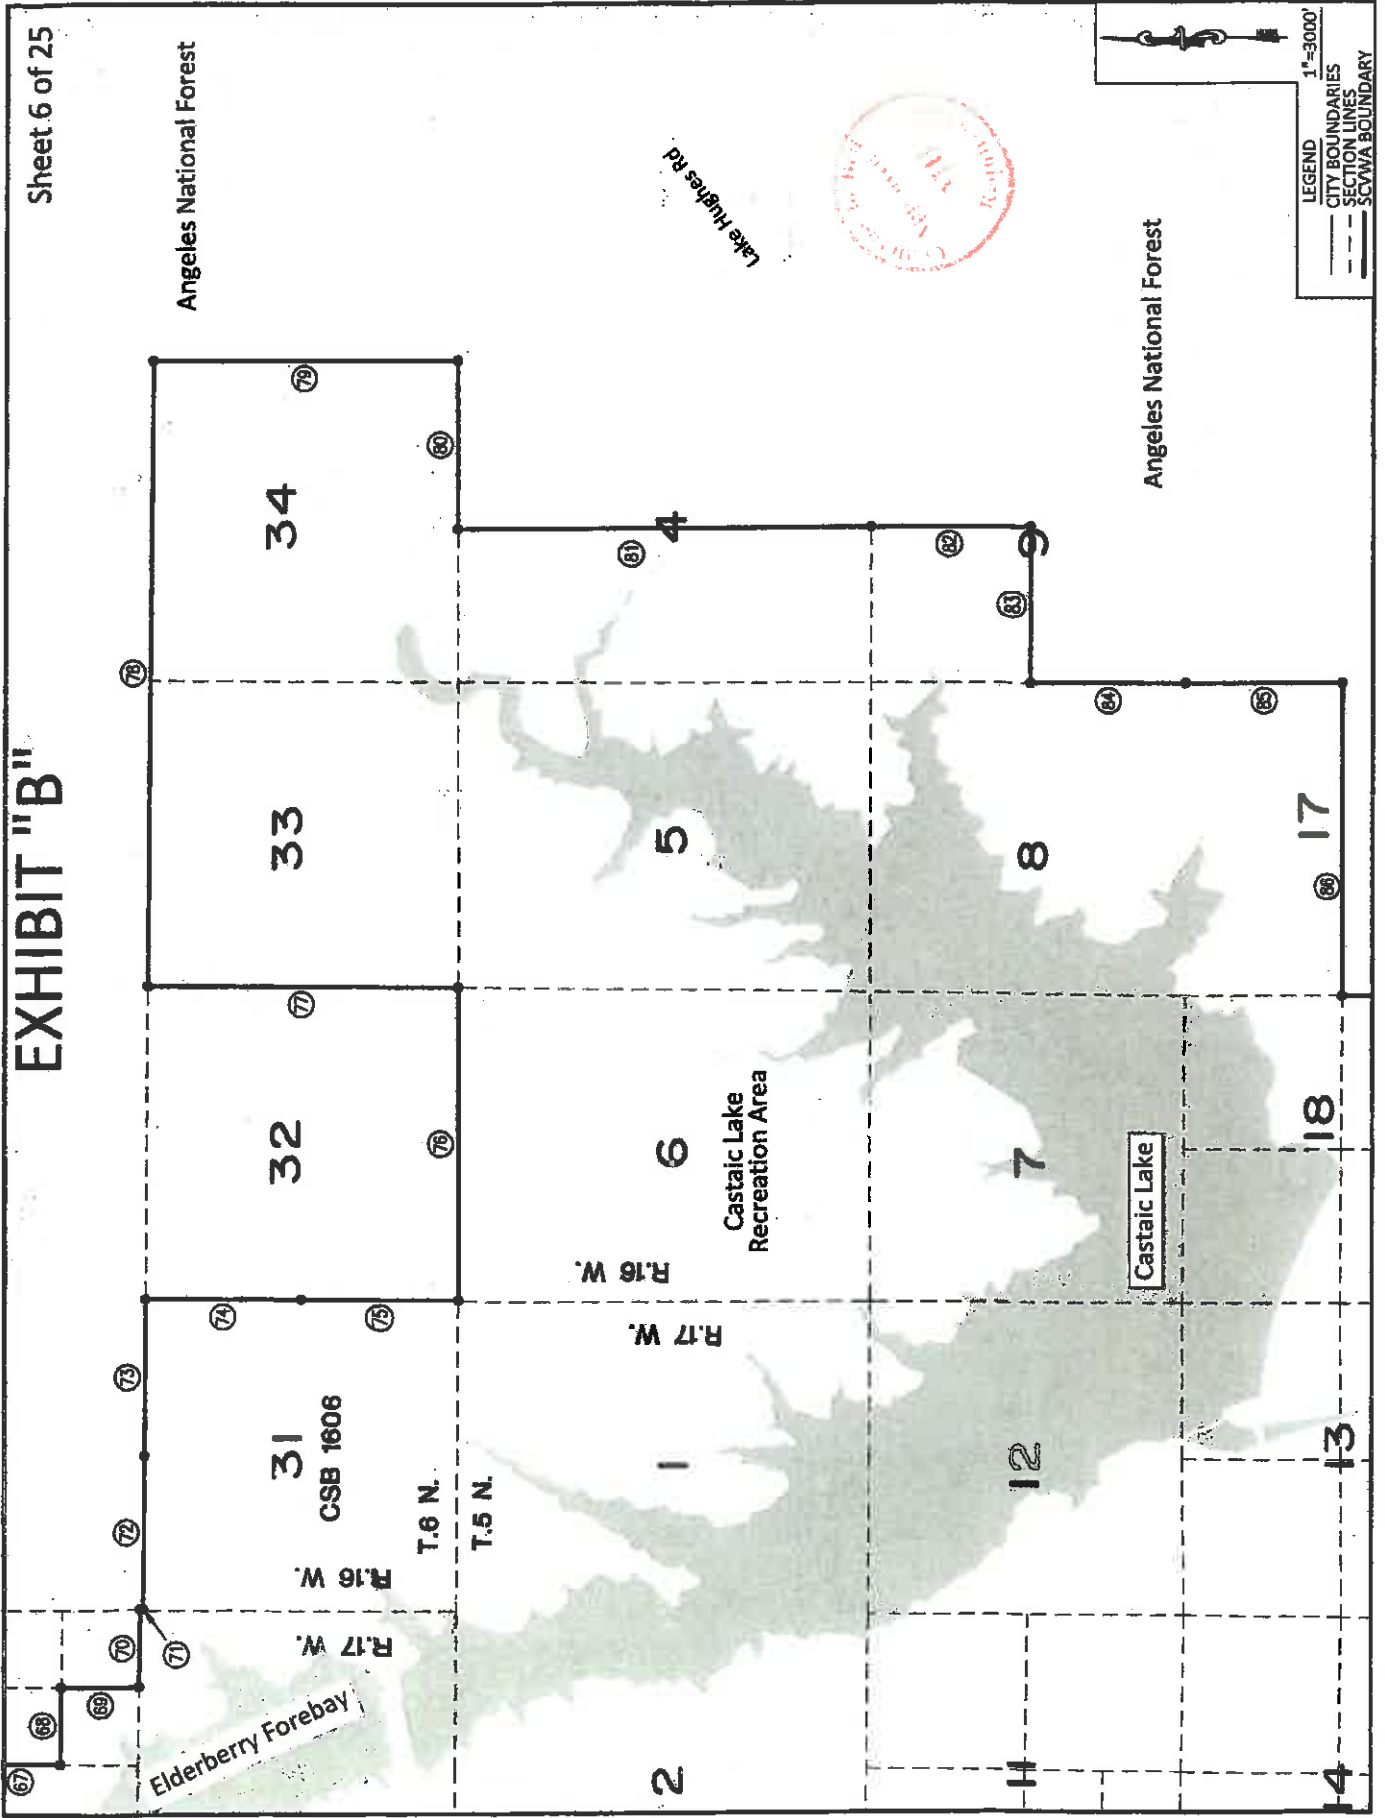 EXHIBIT "B"
Sheet 6 of 25
67
68
69
70
71
72
73
74
75
76
77
78
79
80
81
82
83
84
85
86
Angeles National Forest
Lake Hughes Rd
31
CSB 1606
32
33
34
R.16 W.
R.17 W.
T.6 N.
T.5 N.
Elderberry Forebay
R.16 W.
R.17 W.
2
1
6
5
4
Castaic Lake
Recreation Area
11
12
7
8
9
Castaic Lake
Angeles National Forest
14
13
18
17
LEGEND
1"=3000'
CITY BOUNDARIES
SECTION LINES
SCVWA BOUNDARY